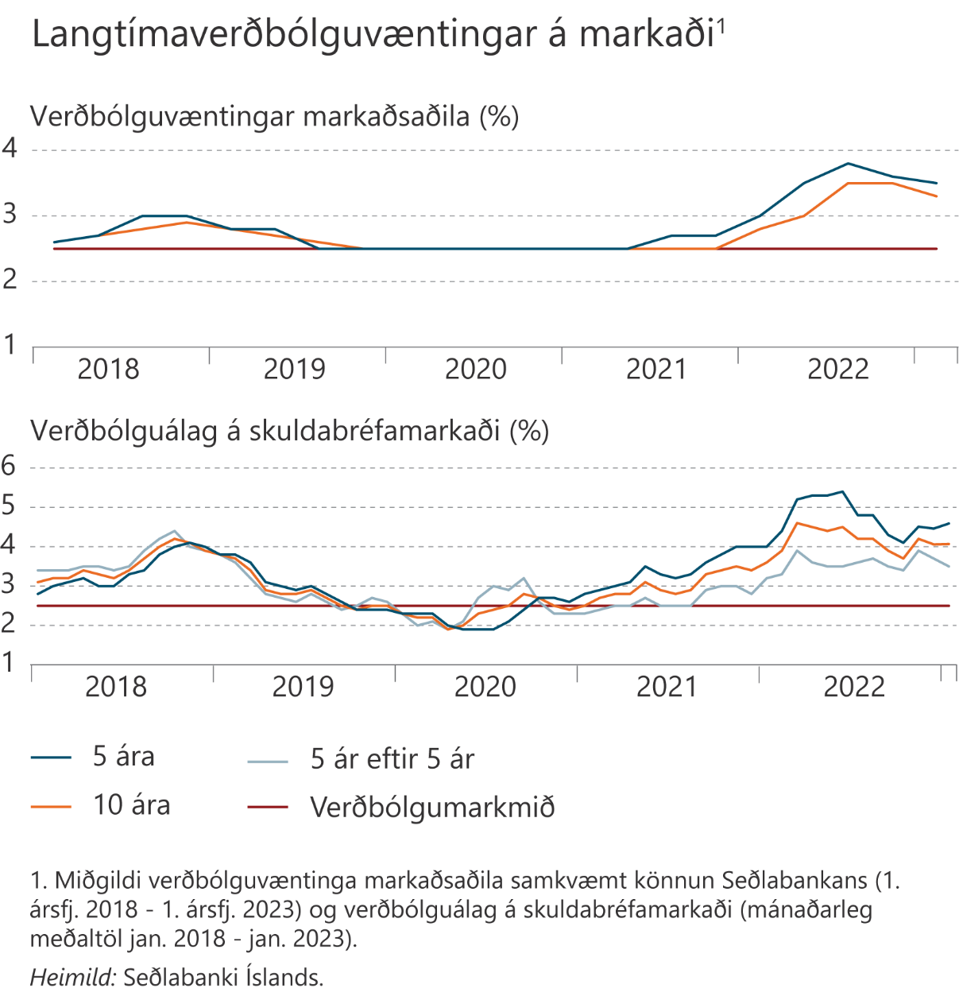 Langtímaverðbólguvæntingar á markaði¹
Verðbólguvæntingar markaðsaðila (%)
4
3
2
1
2018 2019 2020 2021 2022
Verðbólguálag á skuldabréfamarkaði (%)
6
5
4
3
2
1
2018 2019 2020 2021 2022
5 ára
5 ár eftir 5 ár
10 ára
Verðbólgumarkmið
1. Miðgildi verðbólguvæntinga markaðsaðila samkvæmt könnun Seðlabankans (1.
ársfj. 2018 - 1. ársfj. 2023) og verðbólguálag á skuldabréfamarkaði (mánaðarleg
meðaltöl jan. 2018 - jan. 2023).
Heimild: Seðlabanki Íslands.